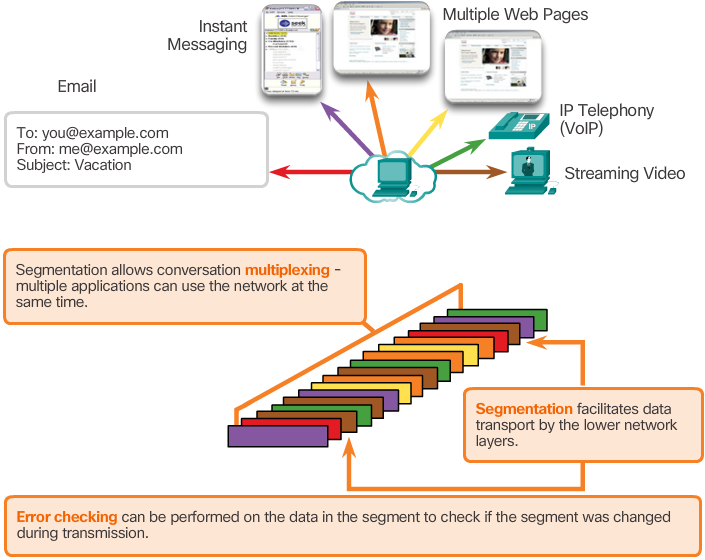 Instant
Messaging
Multiple Web Pages
seek
Email
IP Telephony
(VoIP)
IP
To: you@example.com
From: me@example.com
Subject: Vacation
Streaming Video
Segmentation allows conversation multiplexing -
multiple applications can use the network at the
same time.
Segmentation facilitates data
transport by the lower network
layers.
Error checking can be performed on the data in the segment to check if the segment was changed
during transmission.